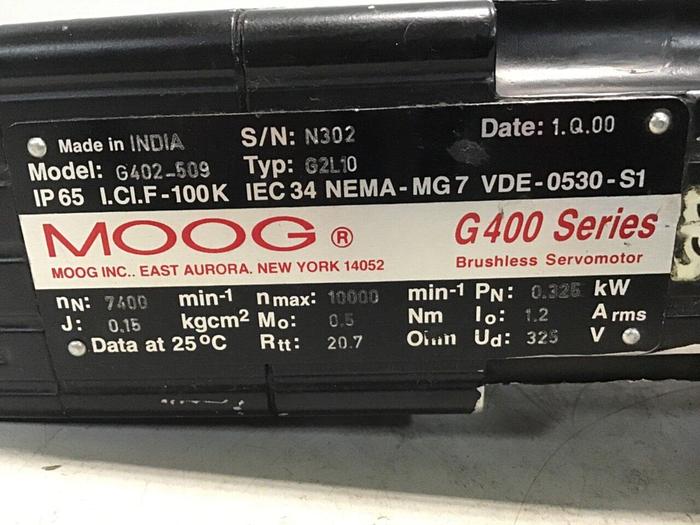 Made in INDIA S/N: N302 Date: 1.Q.00
Model: G402-509 Typ: G2L10
IP 65 I.CI.F-100K IEC 34 NEMA-MG 7 VDE-0530-S1
MOOG ® G400 Series
MOOG INC.. EAST AURORA. NEW YORK 14052 Brushless Servomotor
nN: 7400 min-1 nmax: 10000 min-1 PN: 0.325 kW
J: 0.15 kgcm2 Mo: 0.5 Nm Io: 1.2 Arms
Data at 25°C Rtt: 20.7 Ohm Ud: 325 V